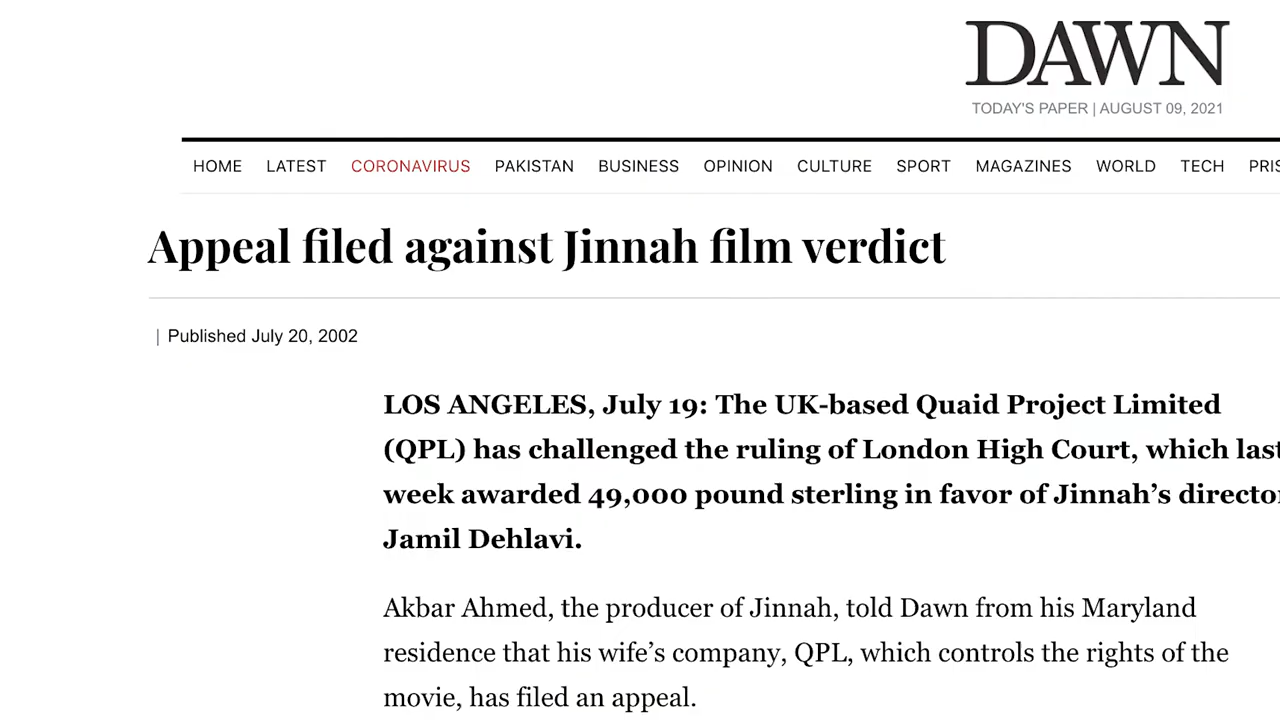 DAWN
TODAY'S PAPER | AUGUST 09, 2021
HOME LATEST CORONAVIRUS PAKISTAN BUSINESS OPINION CULTURE SPORT MAGAZINES WORLD TECH
Appeal filed against Jinnah film verdict
| Published July 20, 2002
LOS ANGELES, July 19: The UK-based Quaid Project Limited
(QPL) has challenged the ruling of London High Court, which last
week awarded 49,000 pound sterling in favor of Jinnah’s director
Jamil Dehlavi.
Akbar Ahmed, the producer of Jinnah, told Dawn from his Maryland
residence that his wife’s company, QPL, which controls the rights of the
movie, has filed an appeal.